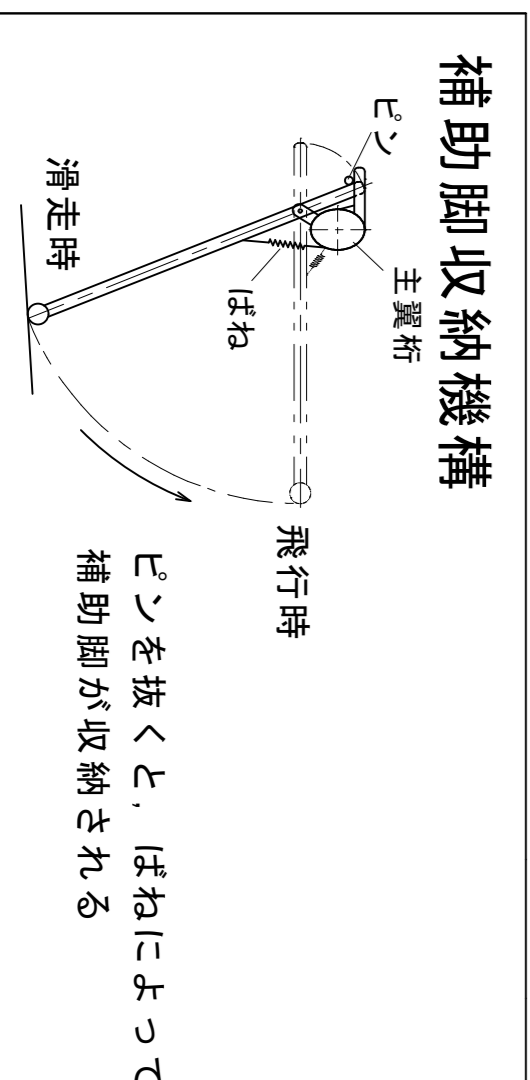 補助脚収納機構
ピン
主翼桁
ばね
滑走時
飛行時
ピンを抜くと，ばねによって
補助脚が収納される